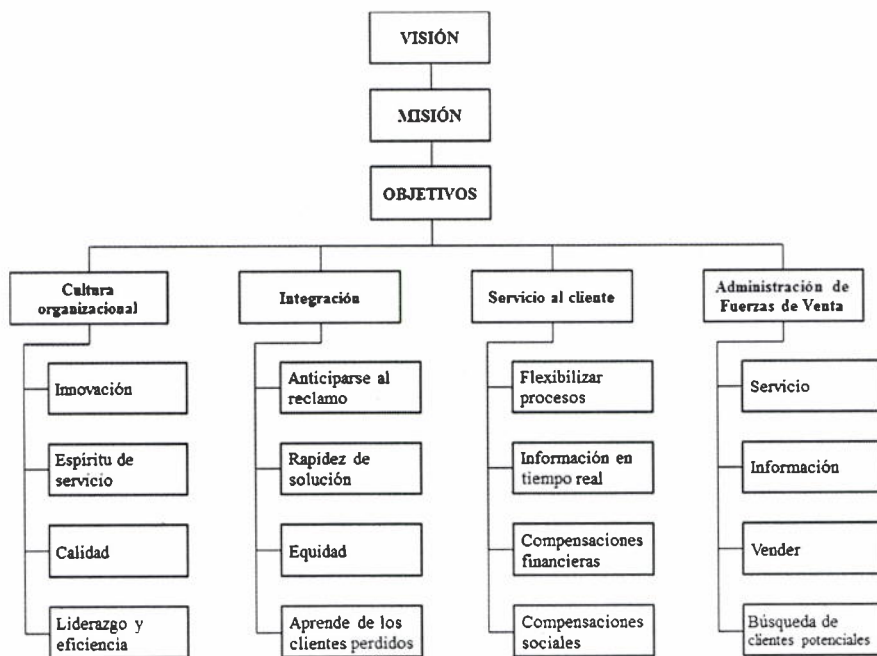 VISIÓN
MISIÓN
OBJETIVOS
Cultura
organizacional
Innovación
Espíritu de
servicio
Calidad
Liderazgo y
eficiencia
Integración
Anticiparse al
reclamo
Rapidez de
solución
Equidad
Aprende de los
clientes perdidos
Servicio al cliente
Flexibilizar
procesos
Información en
tiempo real
Compensaciones
financieras
Compensaciones
sociales
Administración de
Fuerzas de Venta
Servicio
Información
Vender
Búsqueda de
clientes potenciales